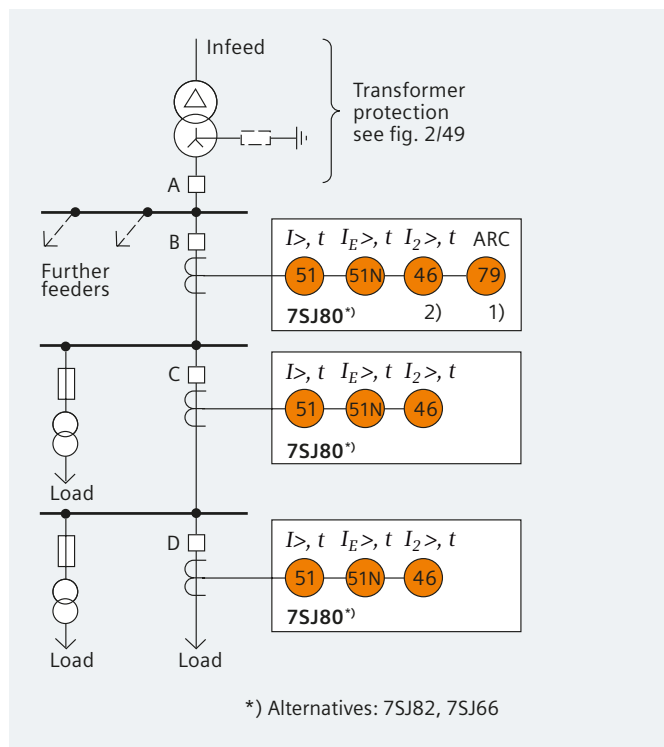 Infeed
Transformer
protection
see fig. 2/49
A
B
Further
feeders
I>, t I_E>, t I_2>, t ARC
51 51N 46 79
7SJ80*) 2) 1)
C
I>, t I_E>, t I_2>, t
51 51N 46
7SJ80*)
Load
D
I>, t I_E>, t I_2>, t
51 51N 46
7SJ80*)
Load Load
*) Alternatives: 7SJ82, 7SJ66